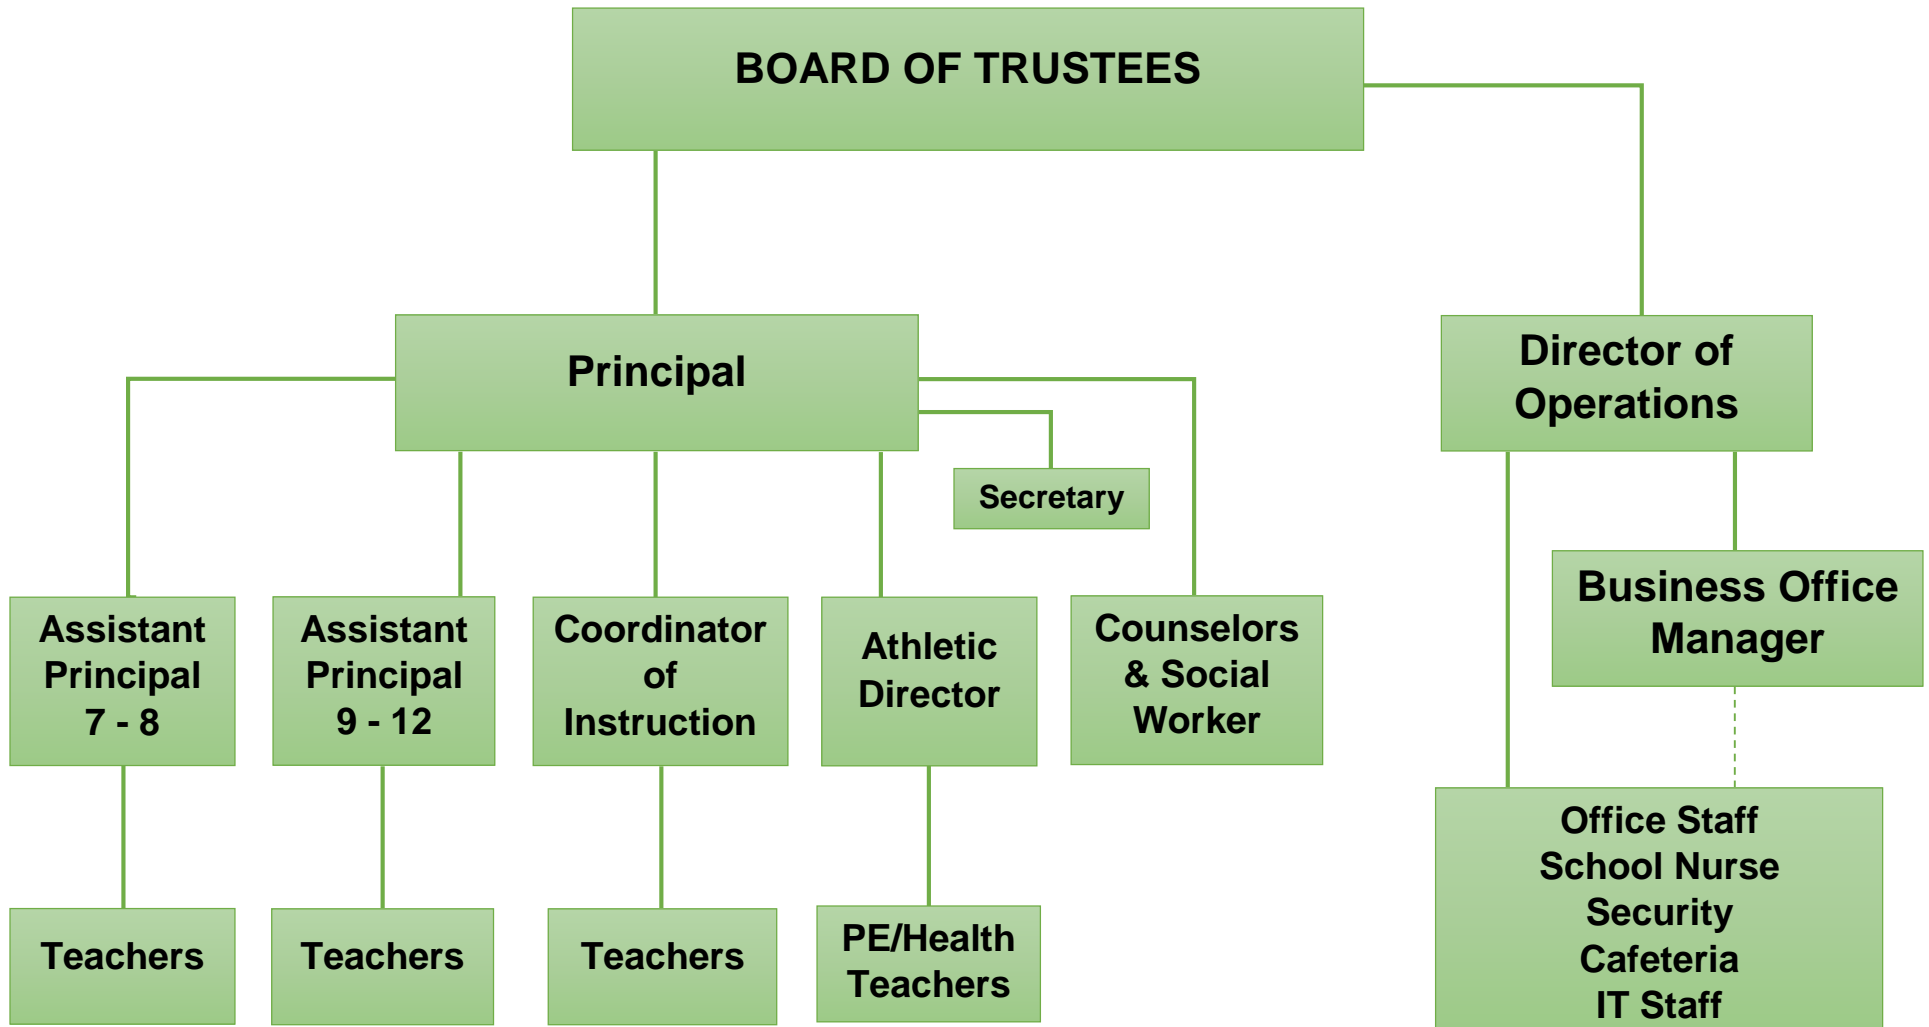 BOARD OF TRUSTEES
Principal
Director of
Operations
Secretary
Business Office
Manager
Assistant
Principal
7 - 8
Assistant
Principal
9 - 12
Coordinator
of
Instruction
Athletic
Director
Counselors
& Social
Worker
Office Staff
School Nurse
Security
Cafeteria
IT Staff
Teachers
Teachers
Teachers
PE/Health
Teachers